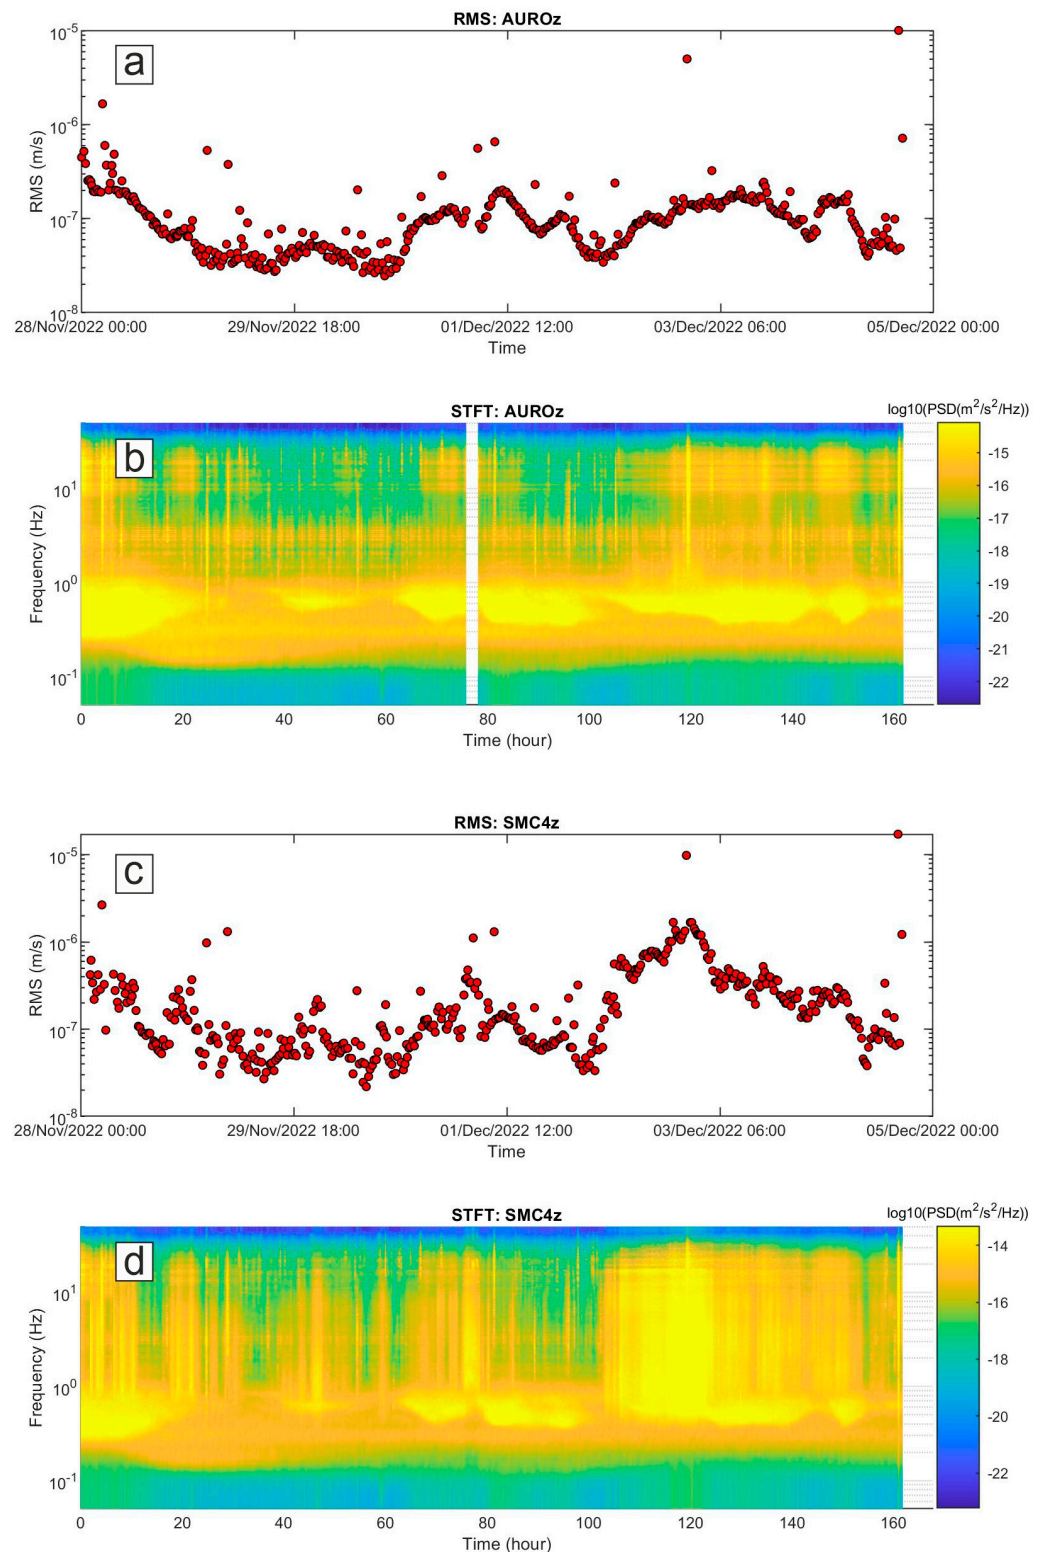 RMS: AUROz
a
10^-5
10^-6
10^-7
10^-8
RMS (m/s)
28/Nov/2022 00:00 29/Nov/2022 18:00 01/Dec/2022 12:00 03/Dec/2022 06:00 05/Dec/2022 00:00
Time
STFT: AUROz
log10(PSD(m^2/s^2/Hz))
b
10^1
10^0
10^-1
Frequency (Hz)
-15
-16
-17
-18
-19
-20
-21
-22
0 20 40 60 80 100 120 140 160
Time (hour)
RMS: SMC4z
c
10^-5
10^-6
10^-7
10^-8
RMS (m/s)
28/Nov/2022 00:00 29/Nov/2022 18:00 01/Dec/2022 12:00 03/Dec/2022 06:00 05/Dec/2022 00:00
Time
STFT: SMC4z
log10(PSD(m^2/s^2/Hz))
d
10^1
10^0
10^-1
Frequency (Hz)
-14
-16
-18
-20
-22
0 20 40 60 80 100 120 140 160
Time (hour)